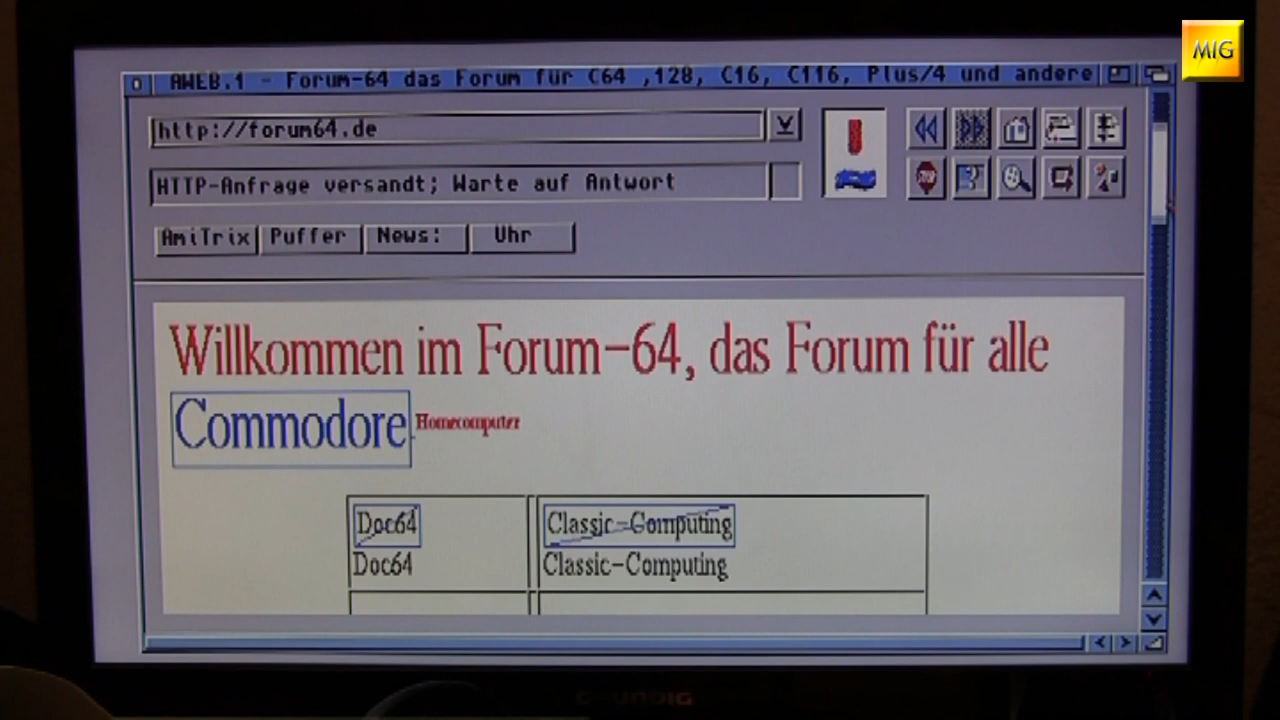 MIG
AWEB.1 - Forum-64 das Forum für C64 ,128, C16, C116, Plus/4 und andere
http://forum64.de
HTTP-Anfrage versandt; Warte auf Antwort
STOP
?
AmiTrix Puffer News: Uhr
Willkommen im Forum-64, das Forum für alle
Commodore Homecomputer
Doc64 Classic-Computing
Doc64 Classic-Computing
GRUNDIG